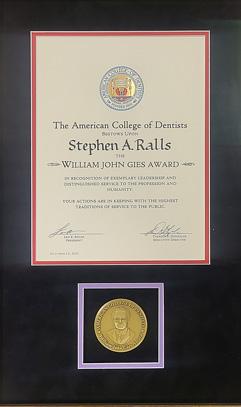 The American College of Dentists
Bestows Upon
Stephen A. Ralls
THE
WILLIAM JOHN GIES AWARD
IN RECOGNITION OF EXEMPLARY LEADERSHIP AND
DISTINGUISHED SERVICE TO THE PROFESSION AND
HUMANITY.
YOUR ACTIONS ARE IN KEEPING WITH THE HIGHEST
TRADITIONS OF SERVICE TO THE PUBLIC.
PRESIDENT
EXECUTIVE DIRECTOR